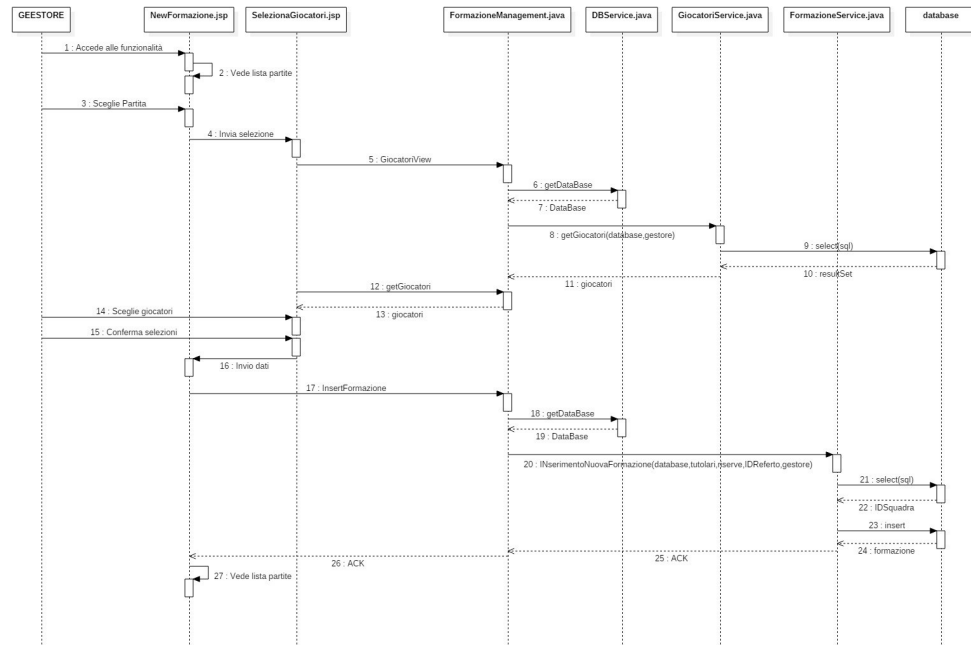 GEESTORE
NewFormazione.jsp
SelezionaGiocatori.jsp
FormazioneManagement.java
DBService.java
GiocatoriService.java
FormazioneService.java
database
1 : Accede alle funzionalità
2 : Vede lista partite
3 : Sceglie Partita
4 : Invia selezione
5 : GiocatoriView
6 : getDataBase
7 : DataBase
8 : getGiocatori(database,gestore)
9 : select(sql)
10 : resultSet
11 : giocatori
12 : getGiocatori
13 : giocatori
14 : Sceglie giocatori
15 : Conferma selezioni
16 : Invio dati
17 : InsertFormazione
18 : getDataBase
19 : DataBase
20 : INserimentoNuovaFormazione(database,tutolari,riserve,IDReferto,gestore)
21 : select(sql)
22 : IDSquadra
23 : insert
24 : formazione
25 : ACK
26 : ACK
27 : Vede lista partite